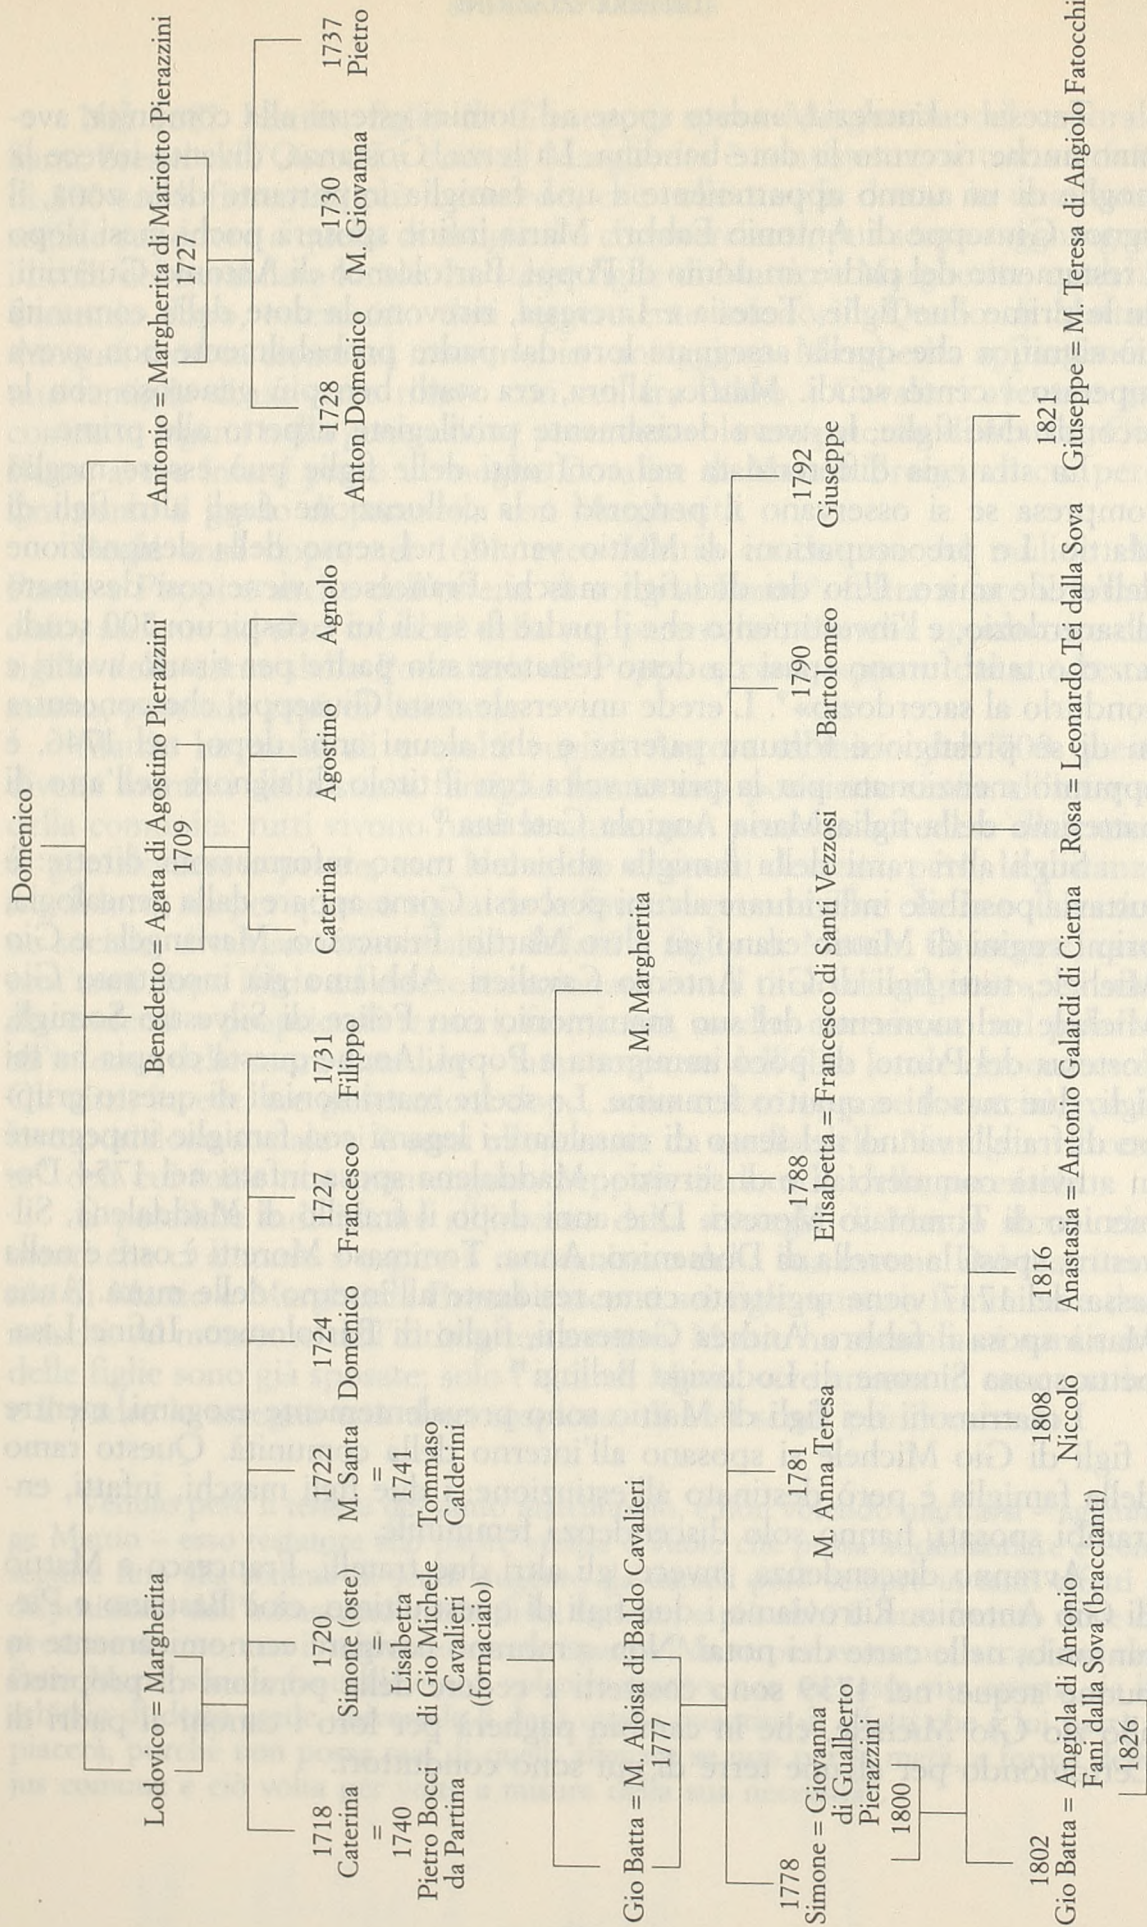 Domenico
Lodovico = Margherita
Benedetto = Agata di Agostino Pierazzini
1709
Antonio = Margherita di Mariotto Pierazzini
1727
1718
Caterina
=
1740
Pietro Bocci
da Partina
1720
Simone (oste)
=
Lisabetta
di Gio Michele
Cavalieri
(fornaciaio)
1722
M. Santa
=
1741
Tommaso
Calderini
1724
Domenico
1727
Francesco
1731
Filippo
Caterina
Agostino
Agnolo
1728
Anton Domenico
1730
M. Giovanna
1737
Pietro
Gio Batta = M. Aloisa di Baldo Cavalieri
1777
M. Margherita
1778
Simone = Giovanna
di Gualberto
Pierazzini
1800
1781
Anna Teresa
1788
Elisabetta = Francesco di Santi Vezzosi
1790
Bartolomeo
1792
Giuseppe
1802
Gio Batta = Angiola di Antonio
Fani dalla Sova (braccianti)
1826
1808
Niccolo
1816
Anastasia = Antonio Galardi di Cierna
Rosa = Leonardo Tei dalla Sova
1821
Giuseppe = M. Teresa di Angiolo Fatocchi